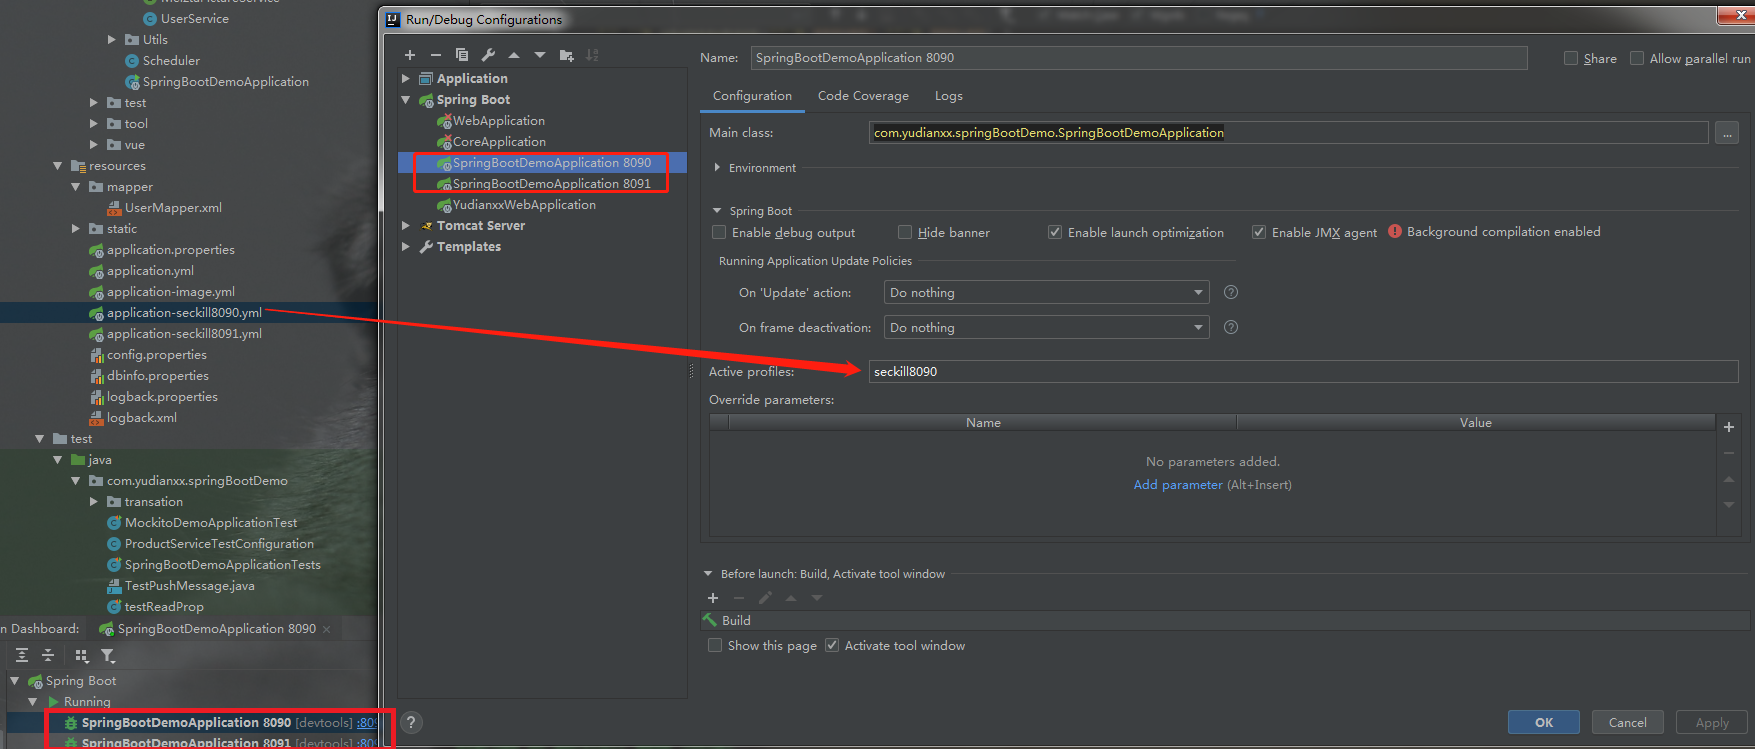 UserService
Utils
Scheduler
SpringBootDemoApplication
test
tool
vue
resources
mapper
UserMapper.xml
static
application.properties
application.yml
application-image.yml
application-seckill8090.yml
application-seckill8091.yml
config.properties
dbinfo.properties
logback.properties
logback.xml
test
java
com.yudianxx.springBootDemo
transation
MockitoDemoApplicationTest
ProductServiceTestConfiguration
SpringBootDemoApplicationTests
TestPushMessage.java
testReadProp
n Dashboard: SpringBootDemoApplication 8090
Spring Boot
Running
SpringBootDemoApplication 8090 [devtools] :809
SpringBootDemoApplication 8091 [devtools] :809
Run/Debug Configurations
Application
Spring Boot
WebApplication
CoreApplication
SpringBootDemoApplication 8090
SpringBootDemoApplication 8091
YudianxxWebApplication
Tomcat Server
Templates
Name: SpringBootDemoApplication 8090 Share Allow parallel run
Configuration Code Coverage Logs
Main class: com.yudianxx.springBootDemo.SpringBootDemoApplication ...
Environment
Spring Boot
Enable debug output Hide banner Enable launch optimization Enable JMX agent Background compilation enabled
Running Application Update Policies
On 'Update' action: Do nothing
On frame deactivation: Do nothing
Active profiles: seckill8090
Override parameters:
Name Value
No parameters added.
Add parameter (Alt+Insert)
Before launch: Build, Activate tool window
Build
Show this page Activate tool window
OK Cancel Apply